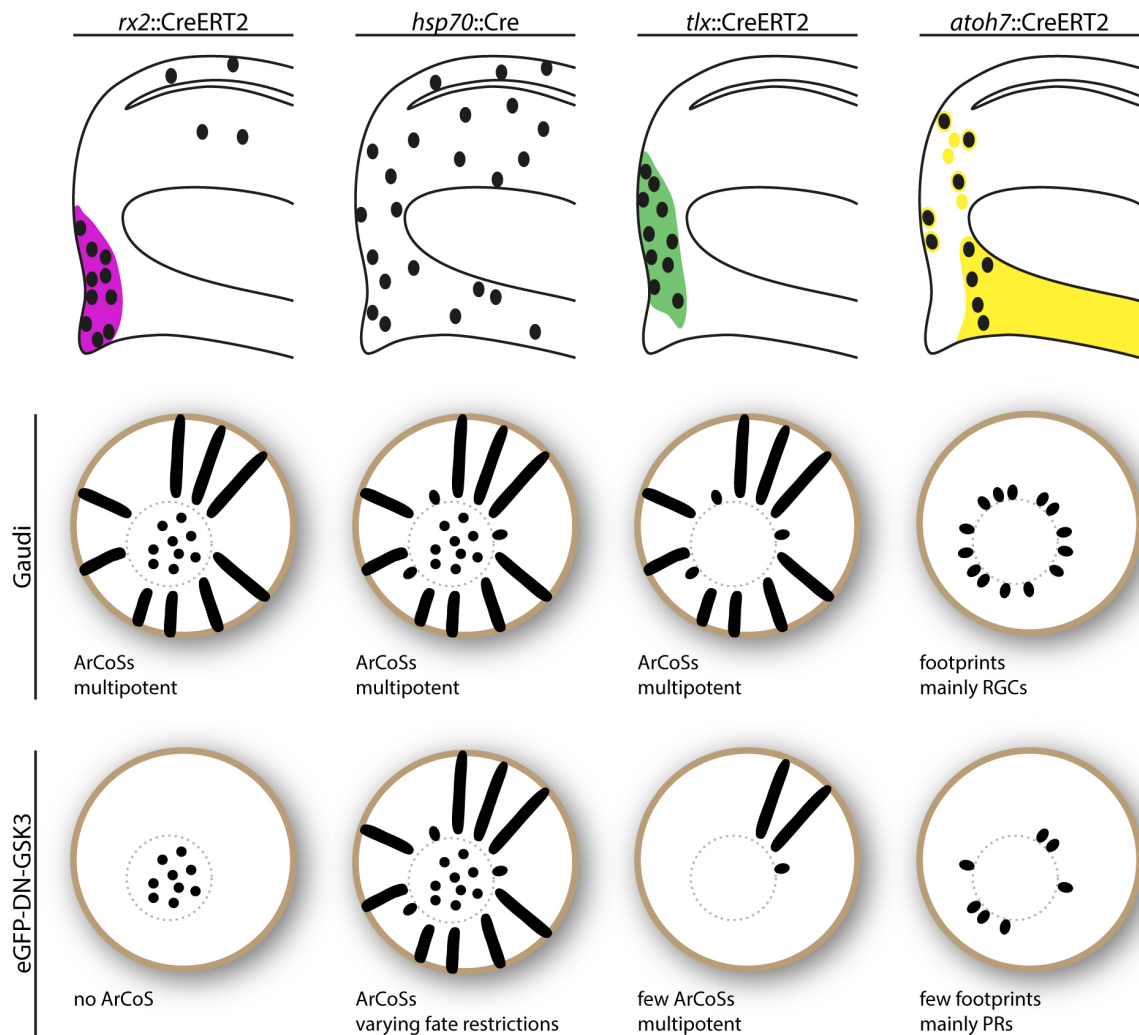 rx2::CreERT2
hsp70::Cre
tlx::CreERT2
atoh7::CreERT2
Gaudi
ArCoSs
multipotent
ArCoSs
multipotent
ArCoSs
multipotent
footprints
mainly RGCs
eGFP-DN-GSK3
no ArCoS
ArCoSs
varying fate restrictions
few ArCoSs
multipotent
few footprints
mainly PRs